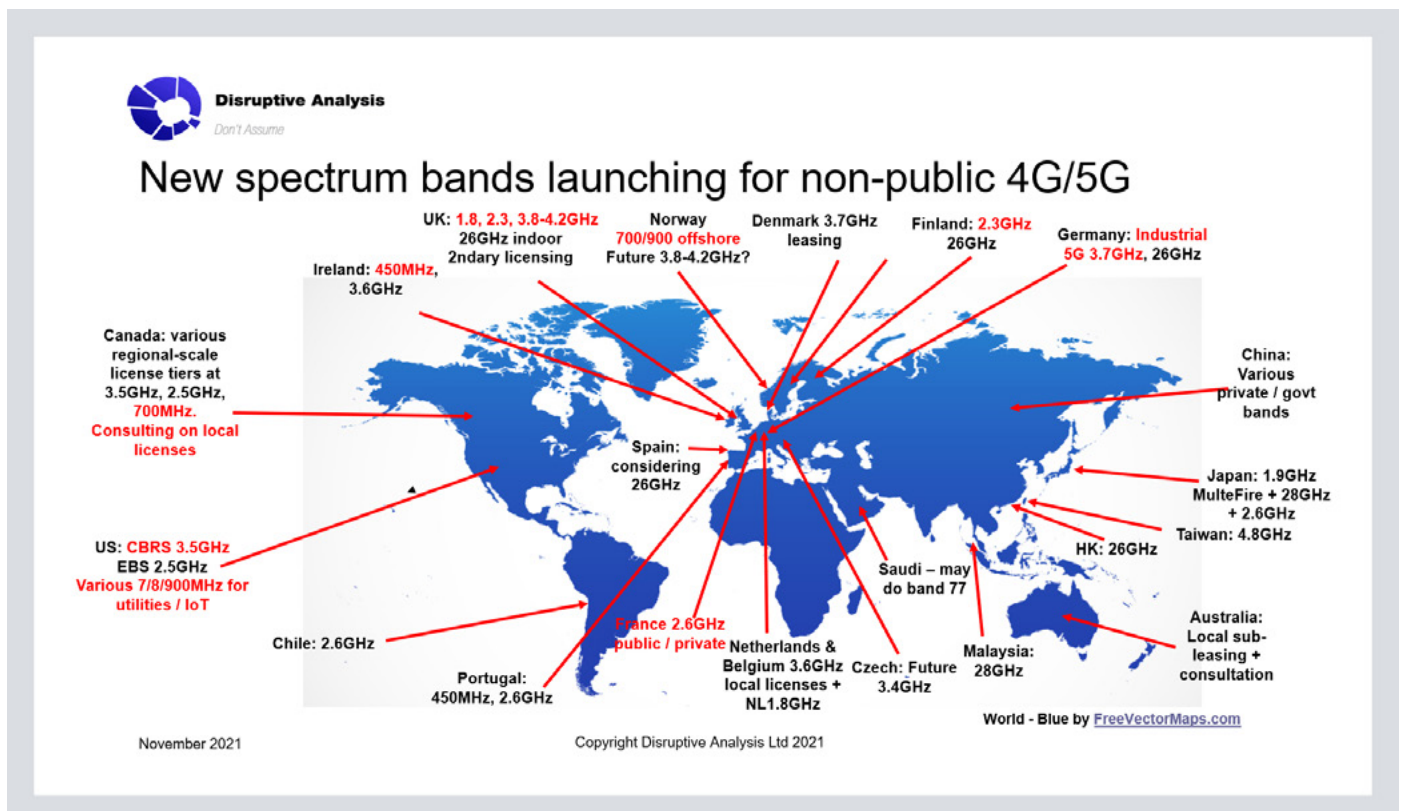 Disruptive Analysis
Don't Assume
New spectrum bands launching for non-public 4G/5G
UK: 1.8, 2.3, 3.8-4.2GHz
26GHz indoor
2ndary licensing
Norway
700/900 offshore
Future 3.8-4.2GHz?
Denmark 3.7GHz
leasing
Finland: 2.3GHz
26GHz
Germany: Industrial
5G 3.7GHz, 26GHz
Ireland: 450MHz,
3.6GHz
Canada: various
regional-scale
license tiers at
3.5GHz, 2.5GHz,
700MHz.
Consulting on local
licenses
China:
Various
private / govt
bands
Spain:
considering
26GHz
Japan: 1.9GHz
MulteFire + 28GHz
+ 2.6GHz
Taiwan: 4.8GHz
HK: 26GHz
US: CBRS 3.5GHz
EBS 2.5GHz
Various 7/8/900MHz for
utilities / IoT
Saudi – may
do band 77
Chile: 2.6GHz
France 2.6GHz
public / private
Netherlands &
Belgium 3.6GHz
local licenses +
NL1.8GHz
Czech: Future
3.4GHz
Malaysia:
28GHz
Australia:
Local sub-
leasing +
consultation
Portugal:
450MHz, 2.6GHz
World - Blue by FreeVectorMaps.com
November 2021
Copyright Disruptive Analysis Ltd 2021